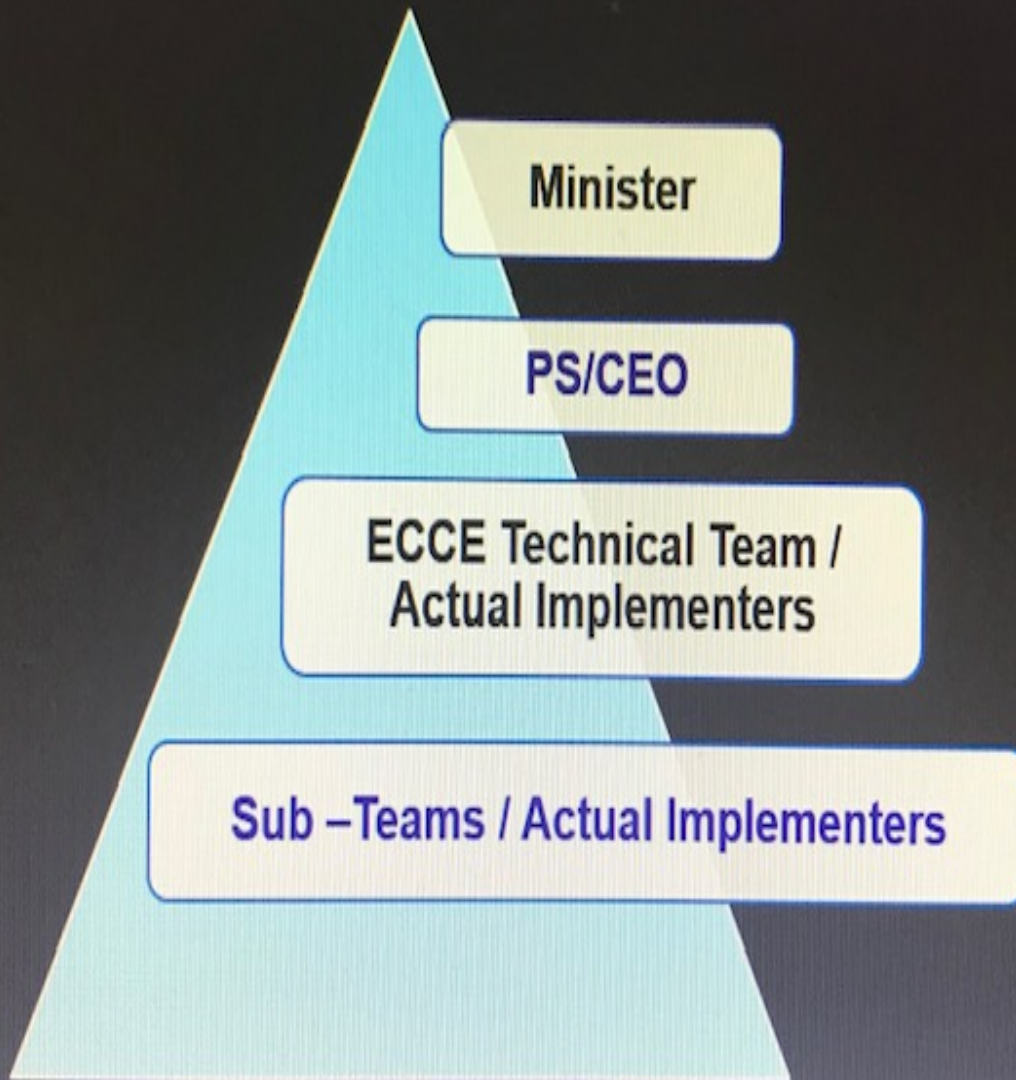 Minister
PS/CEO
ECCE Technical Team /
Actual Implementers
Sub –Teams / Actual Implementers